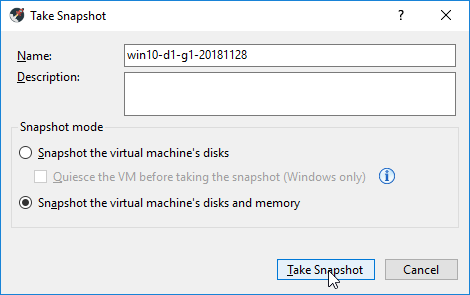 Take Snapshot
?
Name: win10-d1-g1-20181128
Description:
Snapshot mode
Snapshot the virtual machine's disks
Quiesce the VM before taking the snapshot (Windows only)
Snapshot the virtual machine's disks and memory
Take Snapshot Cancel